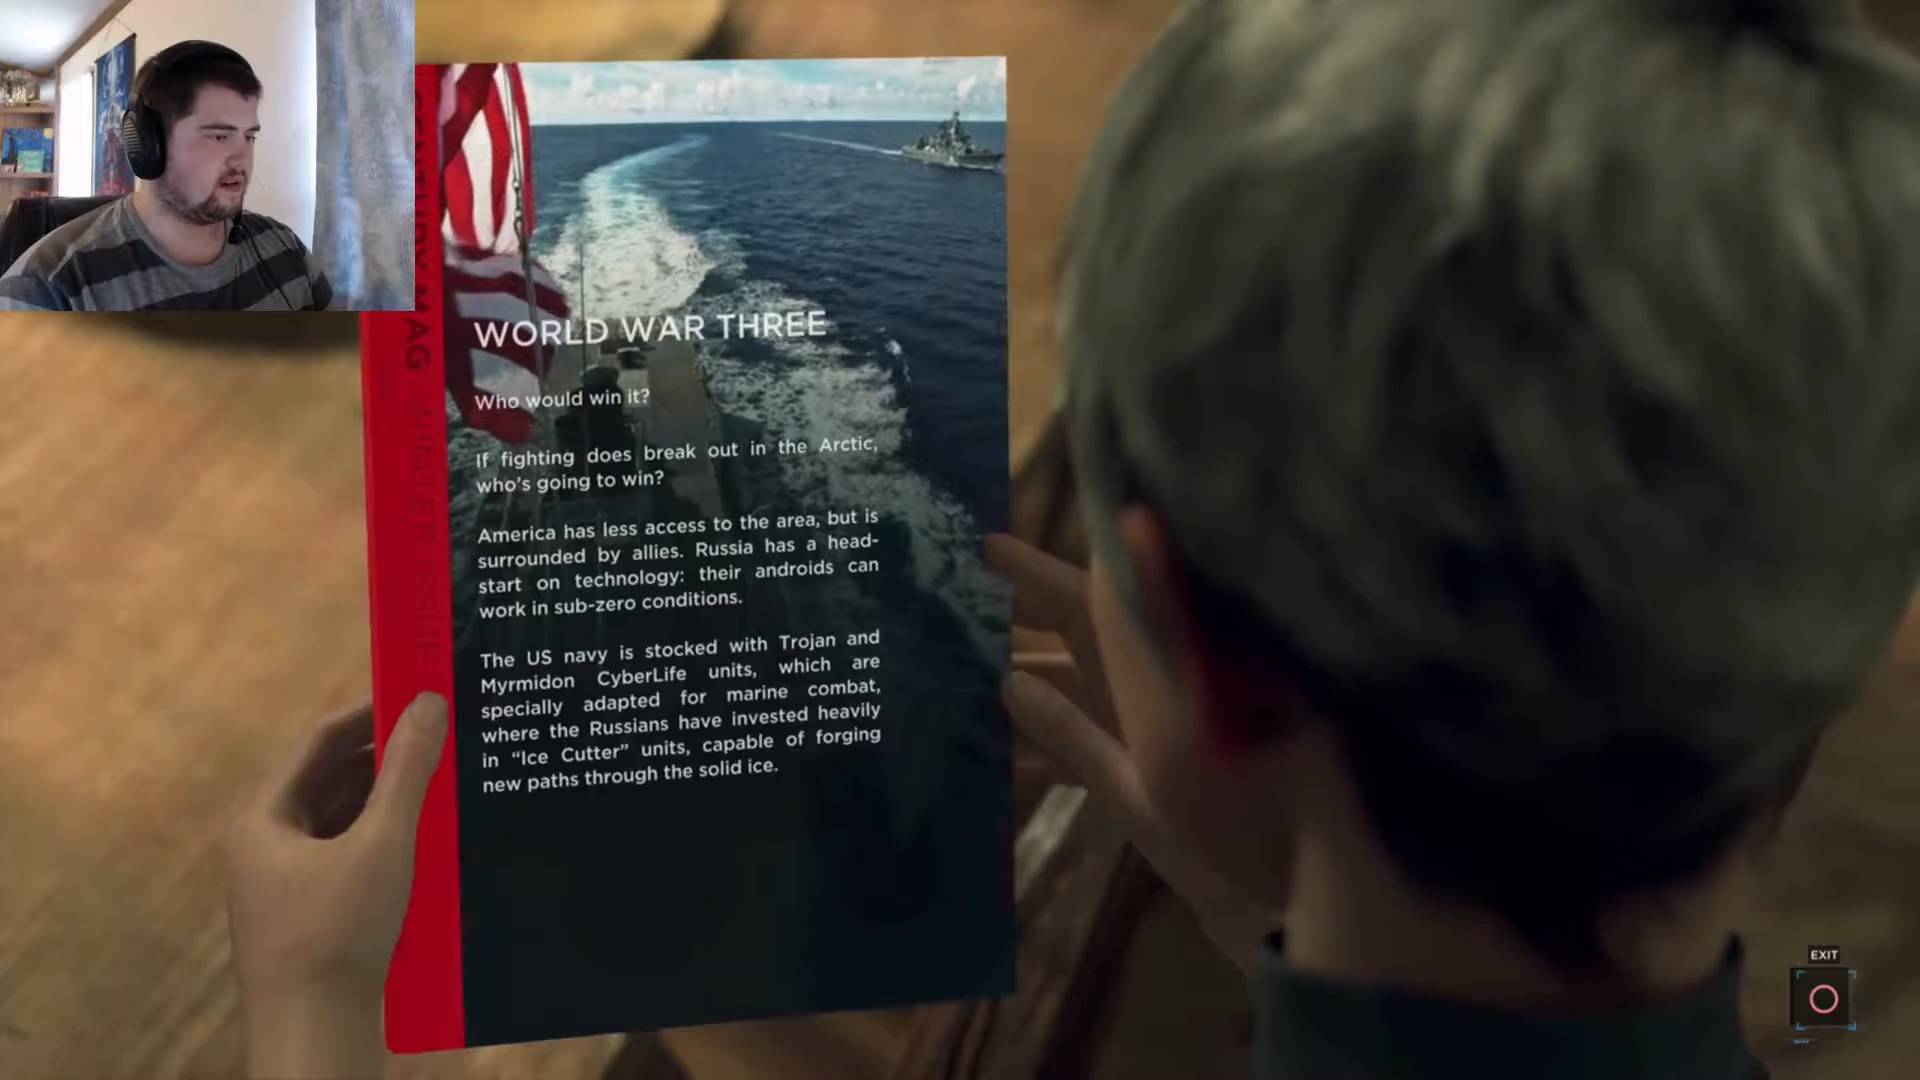 CENTURY MAG WINTER ISSUE
WORLD WAR THREE
Who would win it?
If fighting does break out in the Arctic,
who's going to win?
America has less access to the area, but is
surrounded by allies. Russia has a head-
start on technology: their androids can
work in sub-zero conditions.
The US navy is stocked with Trojan and
Myrmidon CyberLife units, which are
specially adapted for marine combat,
where the Russians have invested heavily
in “Ice Cutter” units, capable of forging
new paths through the solid ice.
EXIT